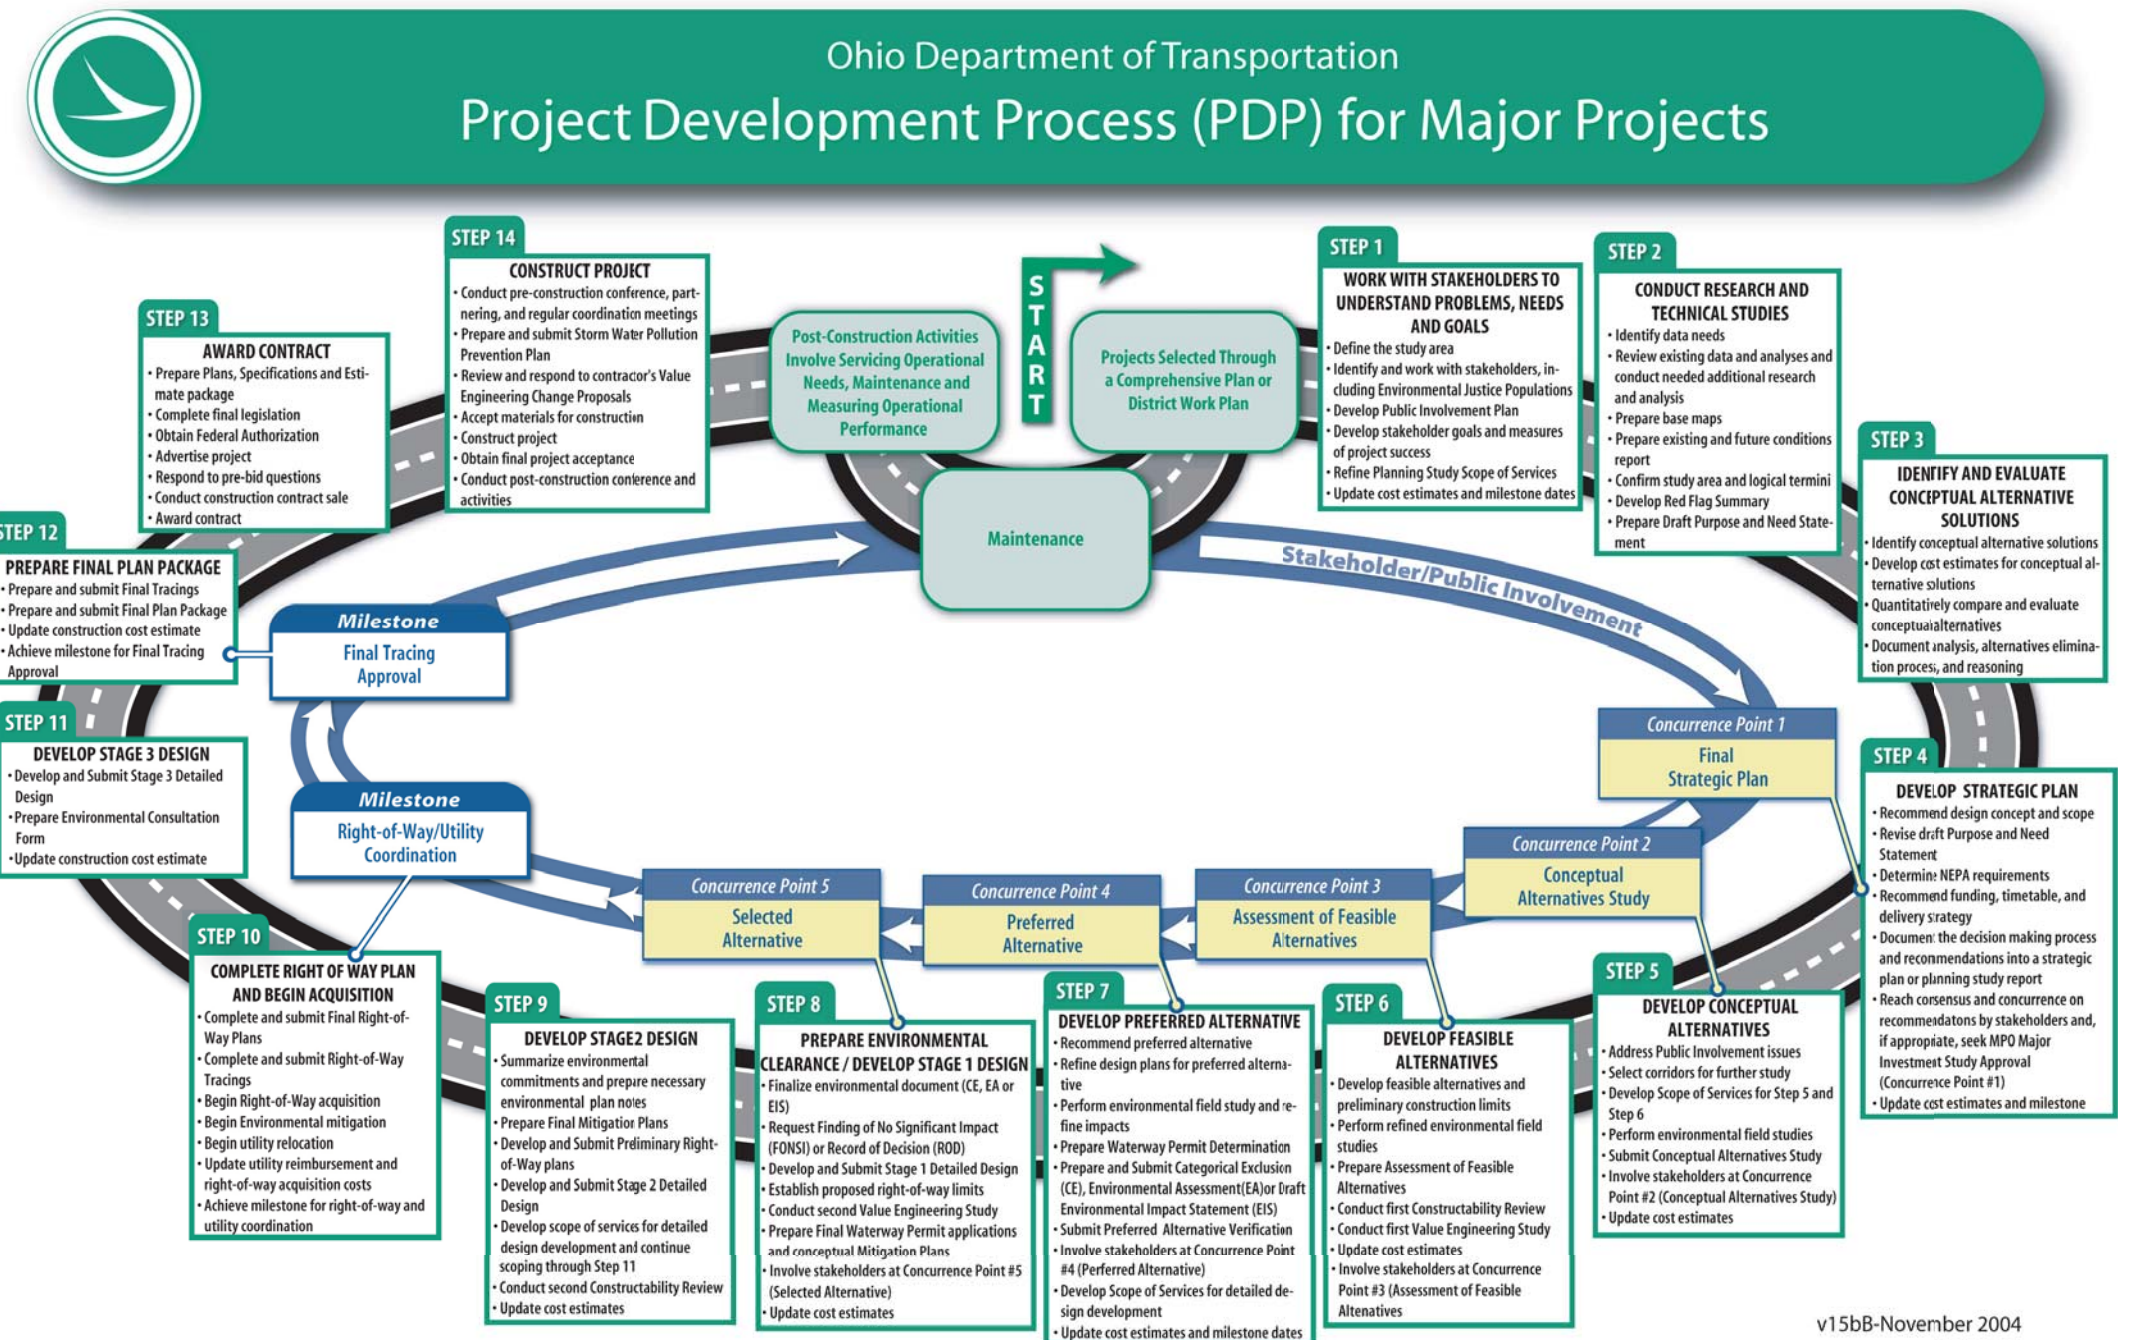 Ohio Department of Transportation
Project Development Process (PDP) for Major Projects
START
Projects Selected Through
a Comprehensive Plan or
District Work Plan
STEP 1
WORK WITH STAKEHOLDERS TO
UNDERSTAND PROBLEMS, NEEDS
AND GOALS
• Define the study area
• Identify and work with stakeholders, in-
cluding Environmental Justice Populations
• Develop Public Involvement Plan
• Develop stakeholder goals and measures
of project success
• Refine Planning Study Scope of Services
• Update cost estimates and milestone dates
STEP 2
CONDUCT RESEARCH AND
TECHNICAL STUDIES
• Identify data needs
• Review existing data and analyses and
conduct needed additional research
and analysis
• Prepare base maps
• Prepare existing and future conditions
report
• Confirm study area and logical termini
• Develop Red Flag Summary
• Prepare Draft Purpose and Need State-
ment
STEP 3
IDENTIFY AND EVALUATE
CONCEPTUAL ALTERNATIVE
SOLUTIONS
• Identify conceptual alternative solutions
• Develop cost estimates for conceptual al-
ternative solutions
• Quantitatively compare and evaluate
conceptual alternatives
• Document analysis, alternatives elimina-
tion process, and reasoning
STEP 4
DEVELOP STRATEGIC PLAN
• Recommend design concept and scope
• Revise draft Purpose and Need
Statement
• Determine NEPA requirements
• Recommend funding, timetable, and
delivery strategy
• Document the decision making process
and recommendations into a strategic
plan or planning study report
• Reach consensus and concurrence on
recommendatons by stakeholders and,
if appropriate, seek MPO Major
Investment Study Approval
(Concurrence Point #1)
• Update cost estimates and milestone
STEP 5
DEVELOP CONCEPTUAL
ALTERNATIVES
• Address Public Involvement issues
• Select corridors for further study
• Develop Scope of Services for Step 5 and
Step 6
• Perform environmental field studies
• Submit Conceptual Alternatives Study
• Involve stakeholders at Concurrence
Point #2 (Conceptual Alternatives Study)
• Update cost estimates
STEP 6
DEVELOP FEASIBLE
ALTERNATIVES
• Develop feasible alternatives and
preliminary construction limits
• Perform refined environmental field
studies
• Prepare Assessment of Feasible
Alternatives
• Conduct first Constructability Review
• Conduct first Value Engineering Study
• Update cost estimates
• Involve stakeholders at Concurrence
Point #3 (Assessment of Feasible
Altenatives
STEP 7
DEVELOP PREFERRED ALTERNATIVE
• Recommend preferred alternative
• Refine design plans for preferred alterna-
tive
• Perform environmental field study and re-
fine impacts
• Prepare Waterway Permit Determination
• Prepare and Submit Categorical Exclusion
(CE), Environmental Assessment(EA)or Draft
Environmental Impact Statement (EIS)
• Submit Preferred Alternative Verification
• Involve stakeholders at Concurrence Point
#4 (Perferred Alternative)
• Develop Scope of Services for detailed de-
sign development
• Update cost estimates and milestone dates
STEP 8
PREPARE ENVIRONMENTAL
CLEARANCE / DEVELOP STAGE 1 DESIGN
• Finalize environmental document (CE, EA or
EIS)
• Request Finding of No Significant Impact
(FONSI) or Record of Decision (ROD)
• Develop and Submit Stage 1 Detailed Design
• Establish proposed right-of-way limits
• Conduct second Value Engineering Study
• Prepare Final Waterway Permit applications
and conceptual Mitigation Plans
• Involve stakeholders at Concurrence Point #5
(Selected Alternative)
• Update cost estimates
STEP 9
DEVELOP STAGE2 DESIGN
• Summarize environmental
commitments and prepare necessary
environmental plan notes
• Prepare Final Mitigation Plans
• Develop and Submit Preliminary Right-
of-Way plans
• Develop and Submit Stage 2 Detailed
Design
• Develop scope of services for detailed
design development and continue
scoping through Step 11
• Conduct second Constructability Review
• Update cost estimates
STEP 10
COMPLETE RIGHT OF WAY PLAN
AND BEGIN ACQUISITION
• Complete and submit Final Right-of-
Way Plans
• Complete and submit Right-of-Way
Tracings
• Begin Right-of-Way acquisition
• Begin Environmental mitigation
• Begin utility relocation
• Update utility reimbursement and
right-of-way acquisition costs
• Achieve milestone for right-of-way and
utility coordination
STEP 11
DEVELOP STAGE 3 DESIGN
• Develop and Submit Stage 3 Detailed
Design
• Prepare Environmental Consultation
Form
• Update construction cost estimate
STEP 12
PREPARE FINAL PLAN PACKAGE
• Prepare and submit Final Tracings
• Prepare and submit Final Plan Package
• Update construction cost estimate
• Achieve milestone for Final Tracing
Approval
STEP 13
AWARD CONTRACT
• Prepare Plans, Specifications and Esti-
mate package
• Complete final legislation
• Obtain Federal Authorization
• Advertise project
• Respond to pre-bid questions
• Conduct construction contract sale
• Award contract
STEP 14
CONSTRUCT PROJECT
• Conduct pre-construction conference, part-
nering, and regular coordination meetings
• Prepare and submit Storm Water Pollution
Prevention Plan
• Review and respond to contractor's Value
Engineering Change Proposals
• Accept materials for construction
• Construct project
• Obtain final project acceptance
• Conduct post-construction conference and
activities
Post-Construction Activities
Involve Servicing Operational
Needs, Maintenance and
Measuring Operational
Performance
Maintenance
Stakeholder/Public Involvement
Concurrence Point 1
Final
Strategic Plan
Concurrence Point 2
Conceptual
Alternatives Study
Concurrence Point 3
Assessment of Feasible
Alternatives
Concurrence Point 4
Preferred
Alternative
Concurrence Point 5
Selected
Alternative
Milestone
Right-of-Way/Utility
Coordination
Milestone
Final Tracing
Approval
v15bB-November 2004